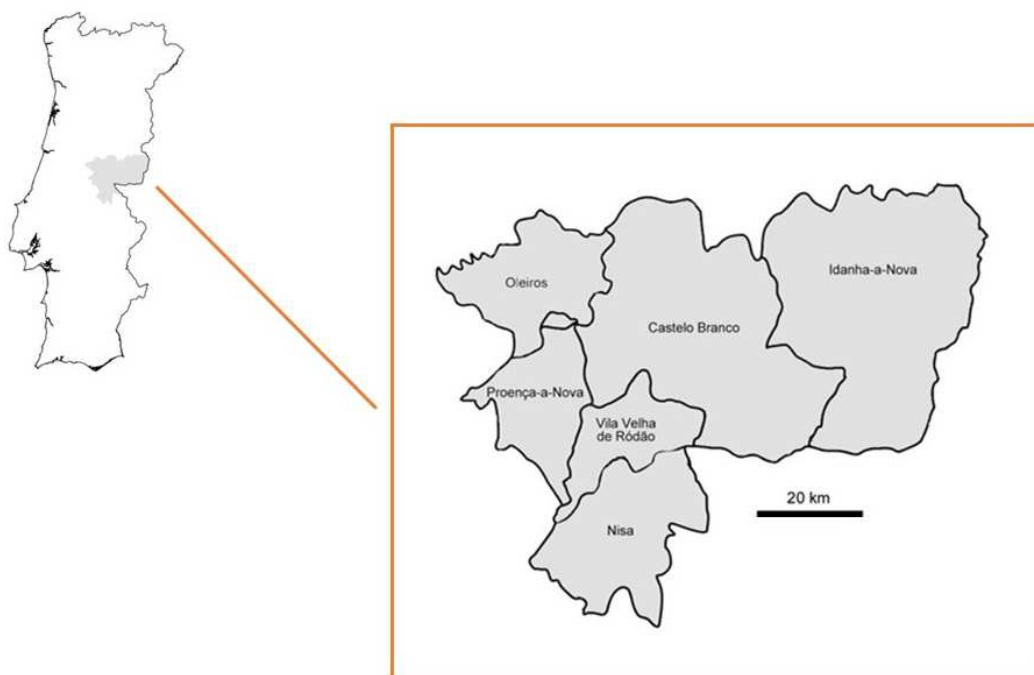 Idanha-a-Nova
Oleiros
Castelo Branco
Proença-a-Nova
Vila Velha
de Ródão
20 km
Nisa